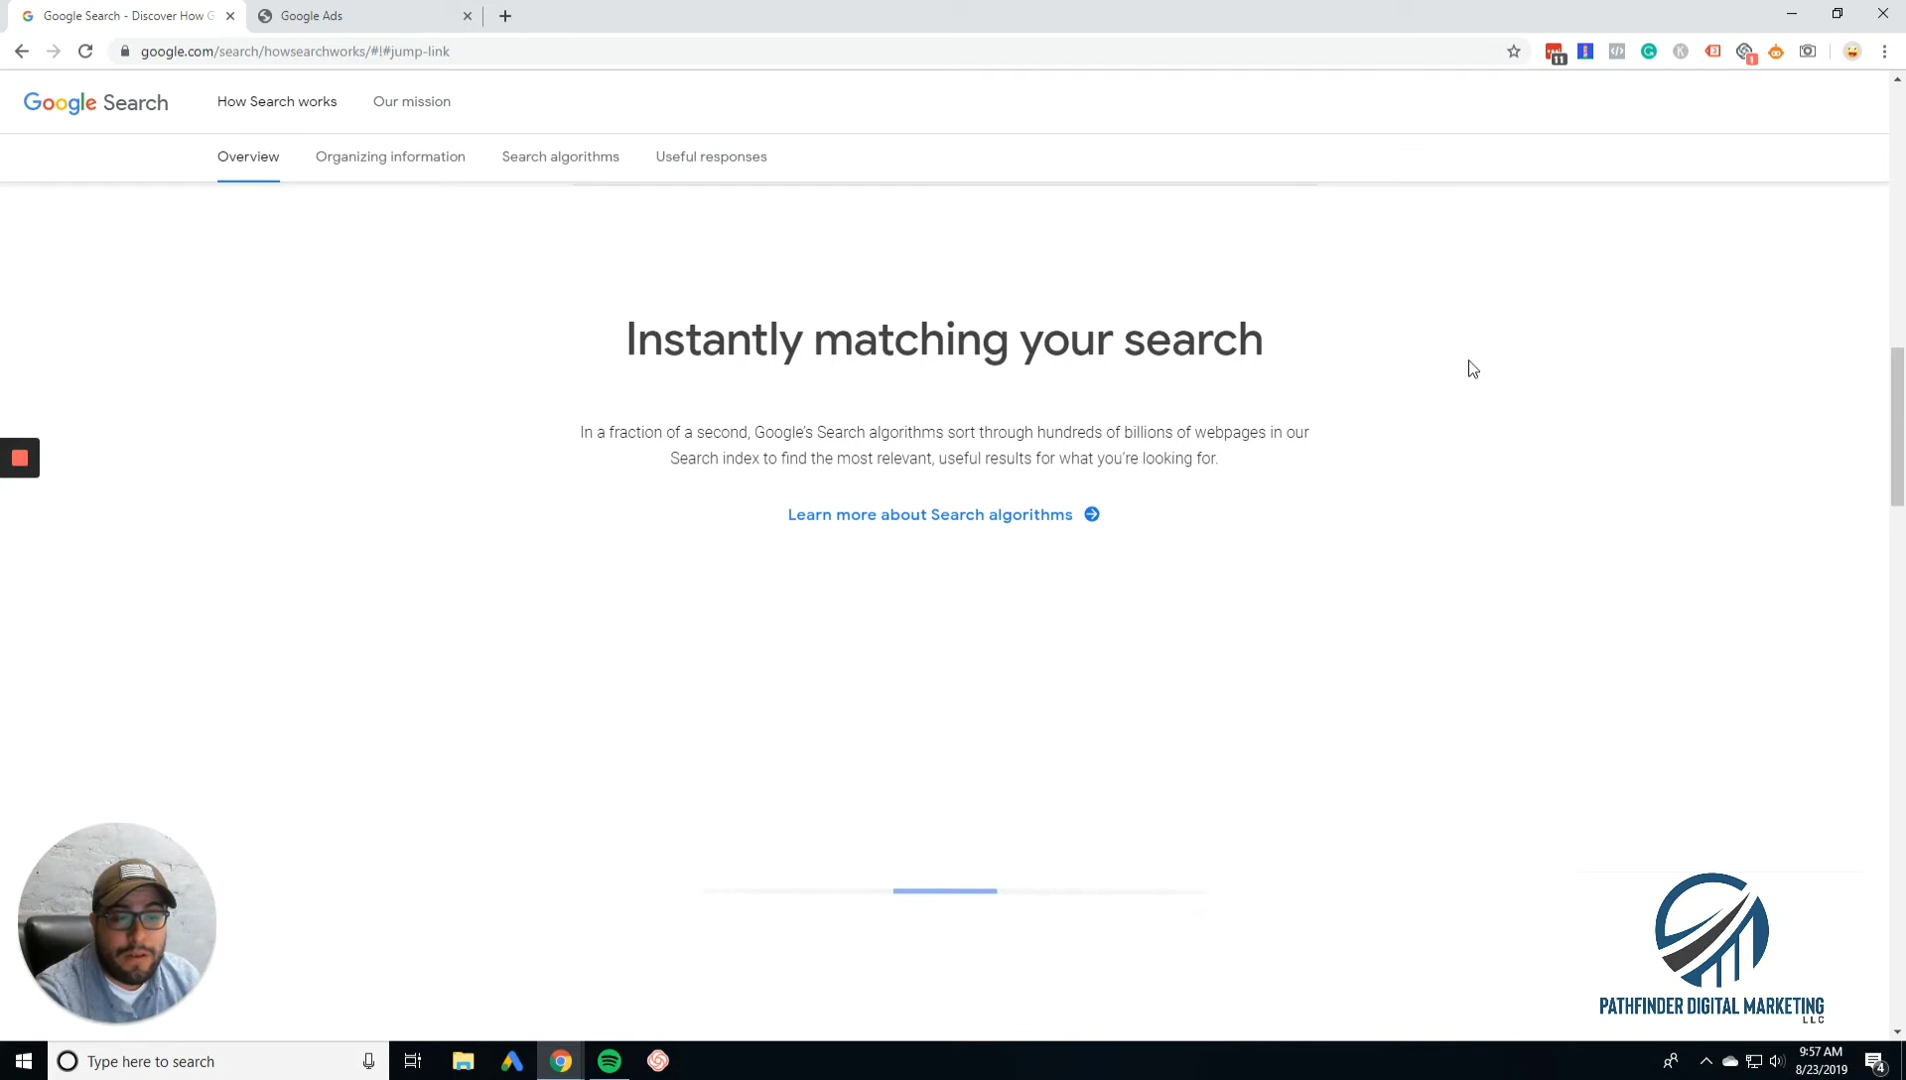 Google Search - Discover How G
Google Ads
google.com/search/howsearchworks/#!#jump-link
11
1
Google Search
How Search works
Our mission
Overview
Organizing information
Search algorithms
Useful responses
Instantly matching your search
In a fraction of a second, Google's Search algorithms sort through hundreds of billions of webpages in our
Search index to find the most relevant, useful results for what you're looking for.
Learn more about Search algorithms
PATHFINDER DIGITAL MARKETING
LLC
Type here to search
9:57 AM
8/23/2019
4